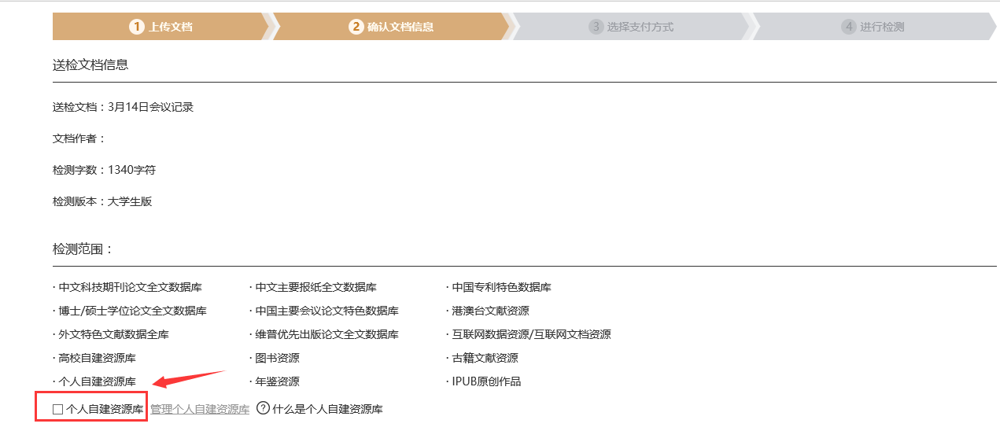 1 上传文档 2 确认文档信息 3 选择支付方式 4 进行检测
送检文档信息
送检文档：3月14日会议记录
文档作者：
检测字数：1340字符
检测版本：大学生版
检测范围：
· 中文科技期刊论文全文数据库 · 中文主要报纸全文数据库 · 中国专利特色数据库
· 博士/硕士学位论文全文数据库 · 中国主要会议论文特色数据库 · 港澳台文献资源
· 外文特色文献数据全库 · 维普优先出版论文全文数据库 · 互联网数据资源/互联网文档资源
· 高校自建资源库 · 图书资源 · 古籍文献资源
· 个人自建资源库 · 年鉴资源 · IPUB原创作品
个人自建资源库 管理个人自建资源库 ? 什么是个人自建资源库